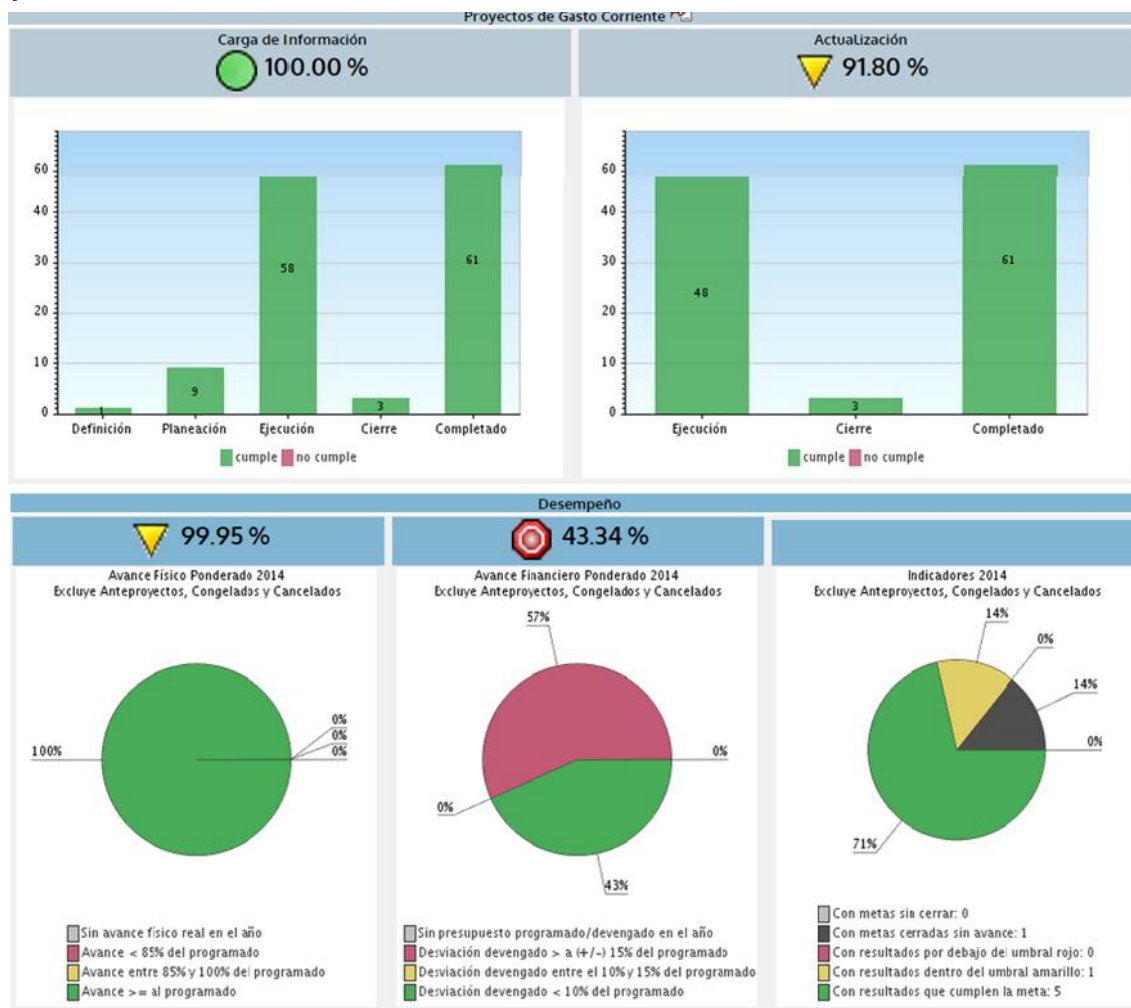 Proyectos de Gasto Corriente
Carga de Información
100.00 %
Actualización
91.80 %
60
40
30
20
10
0
1
9
58
3
61
Definición Planeación Ejecución Cierre Completado
cumple no cumple
60
40
30
20
10
0
48
3
61
Ejecución Cierre Completado
cumple no cumple
Desempeño
99.95 %
43.34 %
Avance Físico Ponderado 2014
Excluye Anteproyectos, Congelados y Cancelados
100%
0%
0%
0%
Sin avance físico real en el año
Avance < 85% del programado
Avance entre 85% y 100% del programado
Avance >= al programado
Avance Financiero Ponderado 2014
Excluye Anteproyectos, Congelados y Cancelados
57%
0%
0%
43%
Sin presupuesto programado/devengado en el año
Desviación devengado > a (+/-) 15% del programado
Desviación devengado entre el 10% y 15% del programado
Desviación devengado < 10% del programado
Indicadores 2014
Excluye Anteproyectos, Congelados y Cancelados
14%
0%
14%
0%
71%
Con metas sin cerrar: 0
Con metas cerradas sin avance: 1
Con resultados por debajo del umbral rojo: 0
Con resultados dentro del umbral amarillo: 1
Con resultados que cumplen la meta: 5